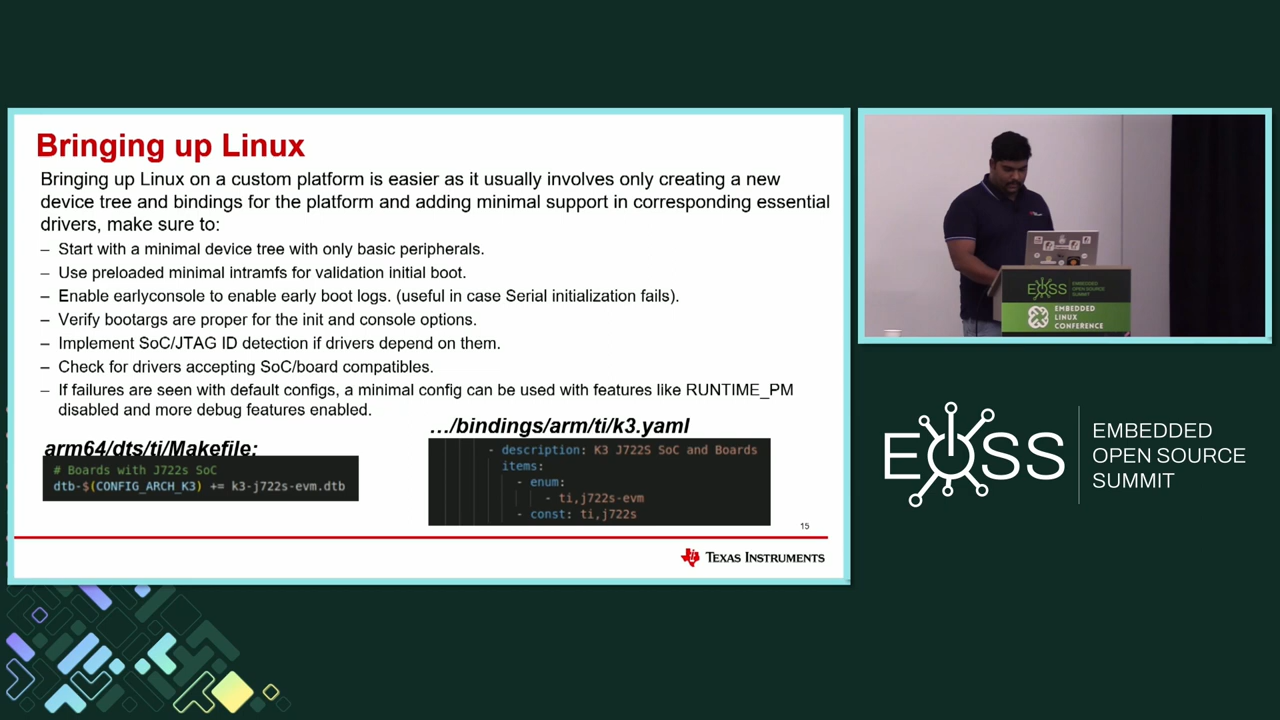 Bringing up Linux
Bringing up Linux on a custom platform is easier as it usually involves only creating a new
device tree and bindings for the platform and adding minimal support in corresponding essential
drivers, make sure to:
– Start with a minimal device tree with only basic peripherals.
– Use preloaded minimal intramfs for validation initial boot.
– Enable earlyconsole to enable early boot logs. (useful in case Serial initialization fails).
– Verify bootargs are proper for the init and console options.
– Implement SoC/JTAG ID detection if drivers depend on them.
– Check for drivers accepting SoC/board compatibles.
– If failures are seen with default configs, a minimal config can be used with features like RUNTIME_PM
disabled and more debug features enabled.
arm64/dts/ti/Makefile:
# Boards with J722s SoC
dtb-$(CONFIG_ARCH_K3) += k3-j722s-evm.dtb
…/bindings/arm/ti/k3.yaml
- description: K3 J722S SoC and Boards
items:
- enum:
- ti,j722s-evm
- const: ti,j722s
15
TEXAS INSTRUMENTS
EOSS
EMBEDDED
OPEN SOURCE
SUMMIT
EMBEDDED
LINUX
CONFERENCE
EOSS
EMBEDDED
OPEN SOURCE
SUMMIT